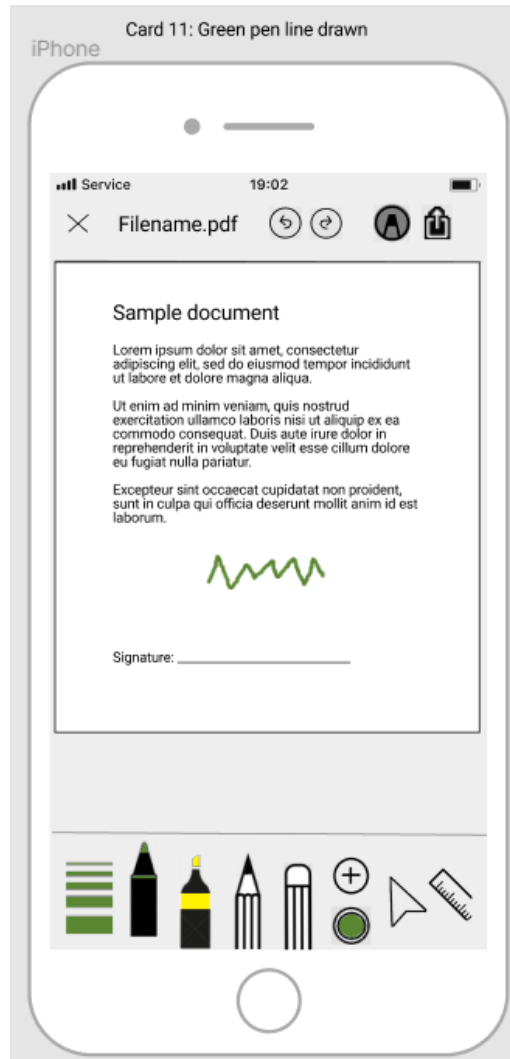 Card 11: Green pen line drawn
iPhone
Service
19:02
Filename.pdf
Sample document
Lorem ipsum dolor sit amet, consectetur
adipiscing elit, sed do eiusmod tempor incididunt
ut labore et dolore magna aliqua.
Ut enim ad minim veniam, quis nostrud
exercitation ullamco laboris nisi ut aliquip ex ea
commodo consequat. Duis aute irure dolor in
reprehenderit in voluptate velit esse cillum dolore
eu fugiat nulla pariatur.
Excepteur sint occaecat cupidatat non proident,
sunt in culpa qui officia deserunt mollit anim id est
laborum.
Signature: